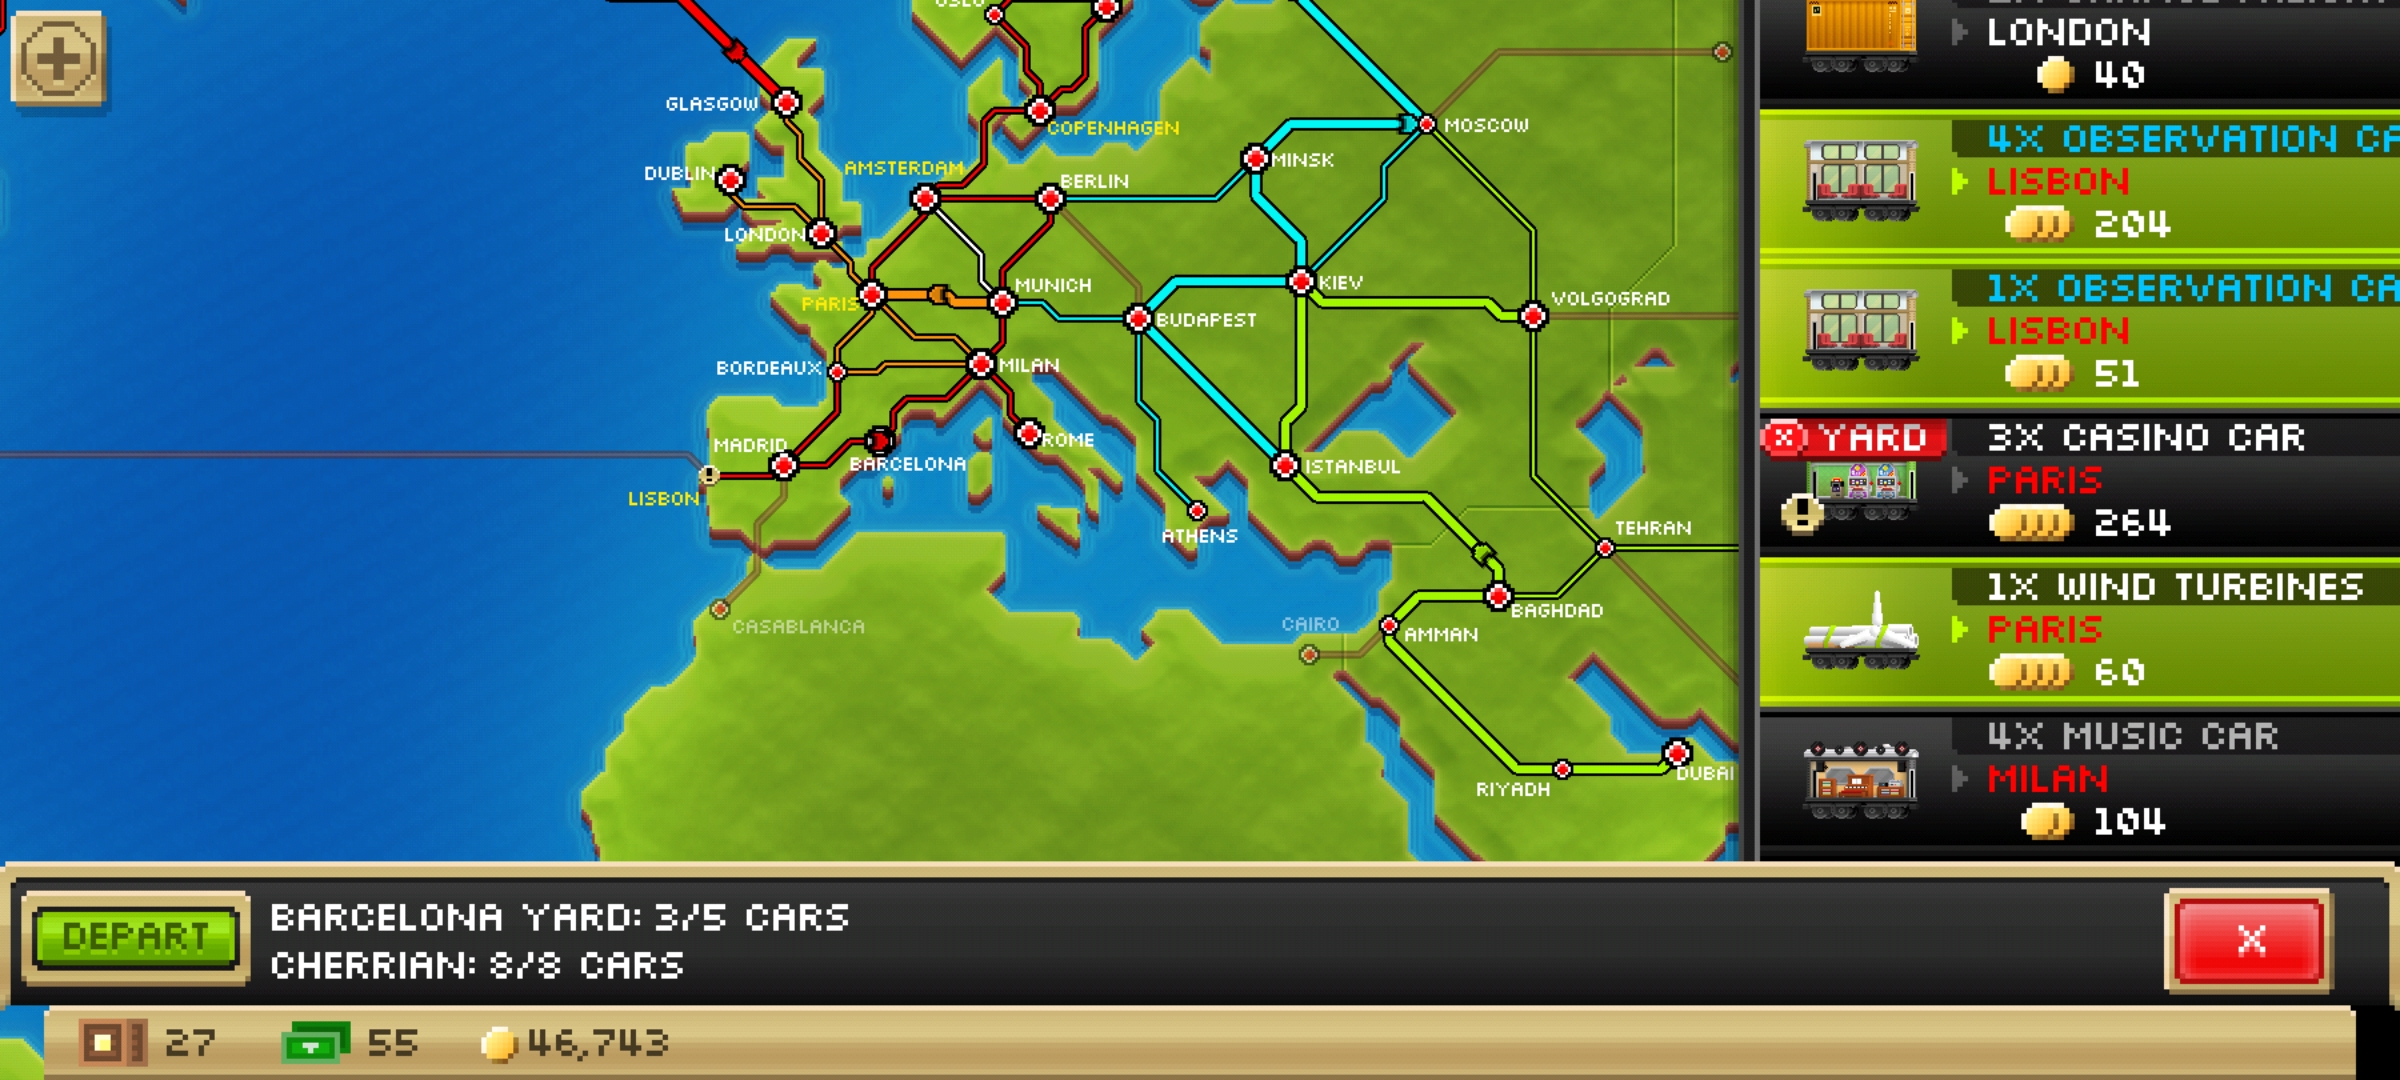 OSLO
GLASGOW
COPENHAGEN
MOSCOW
DUBLIN
AMSTERDAM
BERLIN
MINSK
LONDON
PARIS
MUNICH
KIEV
VOLGOGRAD
BUDAPEST
BORDEAUX
MILAN
MADRID
ROME
BARCELONA
ISTANBUL
LISBON
ATHENS
TEHRAN
CASABLANCA
CAIRO
AMMAN
BAGHDAD
RIYADH
DUBAI
LONDON
40
4X OBSERVATION CA
LISBON
204
1X OBSERVATION CA
LISBON
51
X YARD 3X CASINO CAR
PARIS
! 264
1X WIND TURBINES
PARIS
60
4X MUSIC CAR
MILAN
104
DEPART
BARCELONA YARD: 3/5 CARS
CHERRIAN: 8/8 CARS
X
27 55 46,743